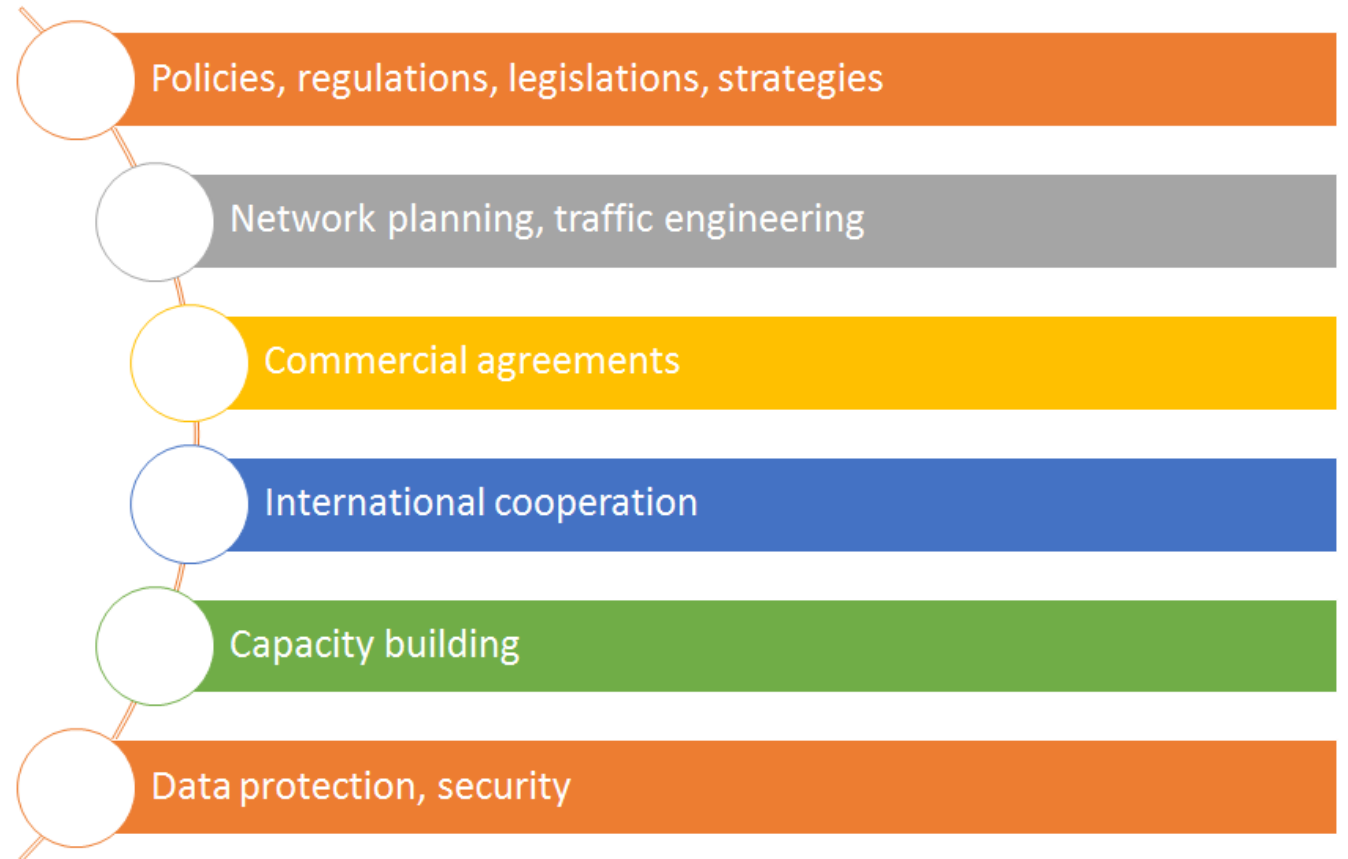 Policies, regulations, legislations, strategies
Network planning, traffic engineering
Commercial agreements
International cooperation
Capacity building
Data protection, security